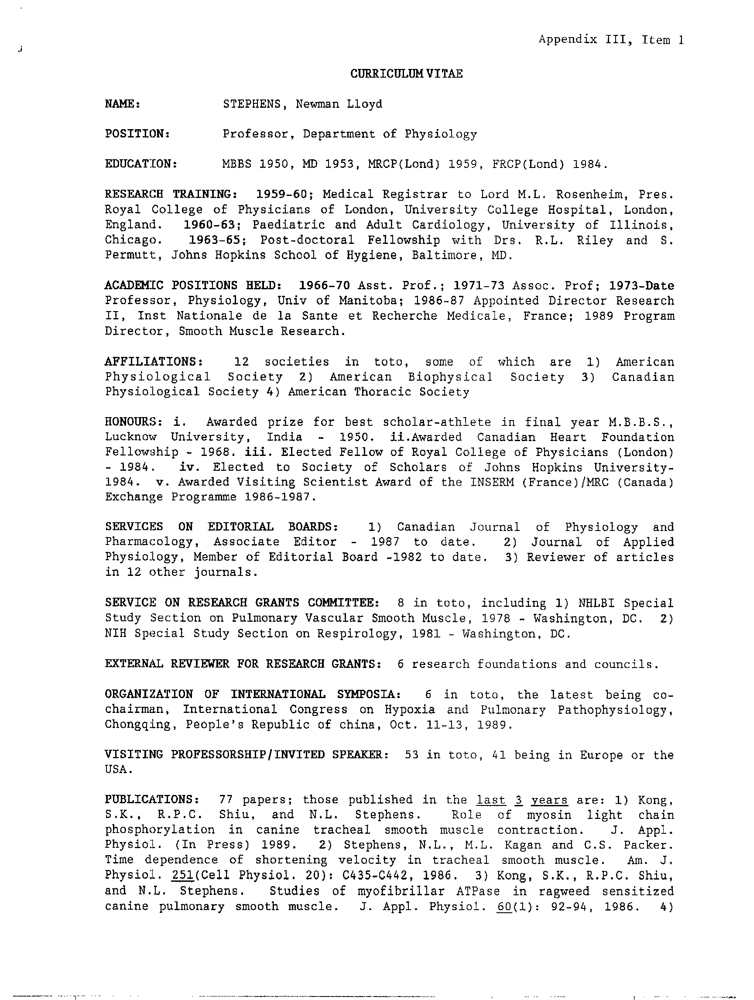 Appendix III, Item 1
CURRICULUM VITAE
NAME: STEPHENS, Newman Lloyd
POSITION: Professor, Department of Physiology
EDUCATION: MBBS 1950, MD 1953, MRCP(Lond) 1959, FRCP(Lond) 1984.
RESEARCH TRAINING: 1959-60; Medical Registrar to Lord M.L. Rosenheim, Pres.
Royal College of Physicians of London, University College Hospital, London,
England. 1960-63; Paediatric and Adult Cardiology, University of Illinois,
Chicago. 1963-65; Post-doctoral Fellowship with Drs. R.L. Riley and S.
Permutt, Johns Hopkins School of Hygiene, Baltimore, MD.
ACADEMIC POSITIONS HELD: 1966-70 Asst. Prof.; 1971-73 Assoc. Prof; 1973-Date
Professor, Physiology, Univ of Manitoba; 1986-87 Appointed Director Research
II, Inst Nationale de la Sante et Recherche Medicale, France; 1989 Program
Director, Smooth Muscle Research.
AFFILIATIONS: 12 societies in toto, some of which are 1) American
Physiological Society 2) American Biophysical Society 3) Canadian
Physiological Society 4) American Thoracic Society
HONOURS: i. Awarded prize for best scholar-athlete in final year M.B.B.S.,
Lucknow University, India - 1950. ii.Awarded Canadian Heart Foundation
Fellowship - 1968. iii. Elected Fellow of Royal College of Physicians (London)
- 1984. iv. Elected to Society of Scholars of Johns Hopkins University-
1984. v. Awarded Visiting Scientist Award of the INSERM (France)/MRC (Canada)
Exchange Programme 1986-1987.
SERVICES ON EDITORIAL BOARDS: 1) Canadian Journal of Physiology and
Pharmacology, Associate Editor - 1987 to date. 2) Journal of Applied
Physiology, Member of Editorial Board -1982 to date. 3) Reviewer of articles
in 12 other journals.
SERVICE ON RESEARCH GRANTS COMMITTEE: 8 in toto, including 1) NHLBI Special
Study Section on Pulmonary Vascular Smooth Muscle, 1978 - Washington, DC. 2)
NIH Special Study Section on Respirology, 1981 - Washington, DC.
EXTERNAL REVIEWER FOR RESEARCH GRANTS: 6 research foundations and councils.
ORGANIZATION OF INTERNATIONAL SYMPOSIA: 6 in toto, the latest being co-
chairman, International Congress on Hypoxia and Pulmonary Pathophysiology,
Chongqing, People's Republic of china, Oct. 11-13, 1989.
VISITING PROFESSORSHIP/INVITED SPEAKER: 53 in toto, 41 being in Europe or the
USA.
PUBLICATIONS: 77 papers; those published in the last 3 years are: 1) Kong,
S.K., R.P.C. Shiu, and N.L. Stephens. Role of myosin light chain
phosphorylation in canine tracheal smooth muscle contraction. J. Appl.
Physiol. (In Press) 1989. 2) Stephens, N.L., M.L. Kagan and C.S. Packer.
Time dependence of shortening velocity in tracheal smooth muscle. Am. J.
Physiol. 251(Cell Physiol. 20): C435-C442, 1986. 3) Kong, S.K., R.P.C. Shiu,
and N.L. Stephens. Studies of myofibrillar ATPase in ragweed sensitized
canine pulmonary smooth muscle. J. Appl. Physiol. 60(1): 92-94, 1986. 4)